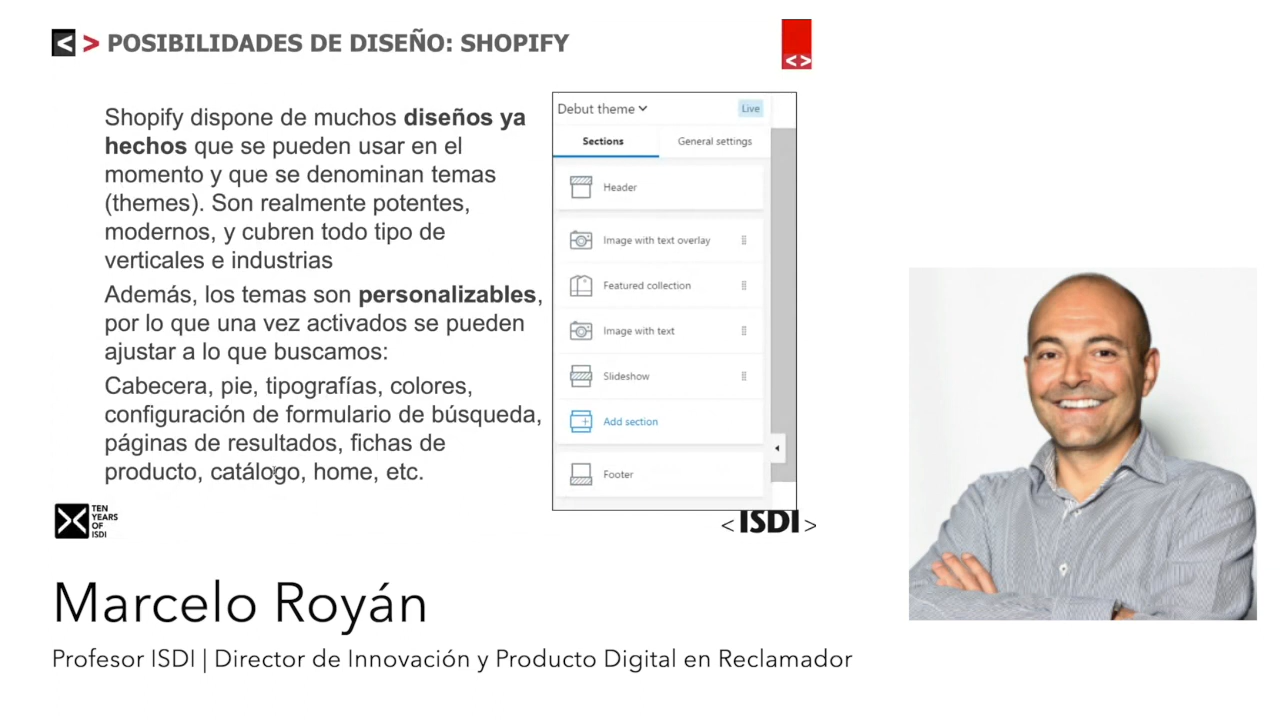 < > POSIBILIDADES DE DISEÑO: SHOPIFY
< >
Shopify dispone de muchos diseños ya
hechos que se pueden usar en el
momento y que se denominan temas
(themes). Son realmente potentes,
modernos, y cubren todo tipo de
verticales e industrias
Además, los temas son personalizables,
por lo que una vez activados se pueden
ajustar a lo que buscamos:
Cabecera, pie, tipografías, colores,
configuración de formulario de búsqueda,
páginas de resultados, fichas de
producto, catálogo, home, etc.
Debut theme Live
Sections General settings
Header
Image with text overlay
Featured collection
Image with text
Slideshow
Add section
Footer
TEN
YEARS
OF
ISDI
<ISDI>
Marcelo Royán
Profesor ISDI | Director de Innovación y Producto Digital en Reclamador